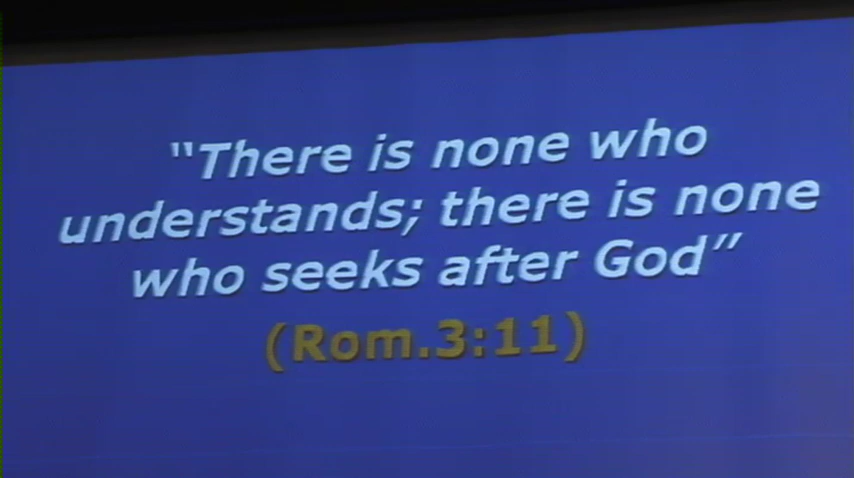 “There is none who
understands; there is none
who seeks after God”
(Rom.3:11)